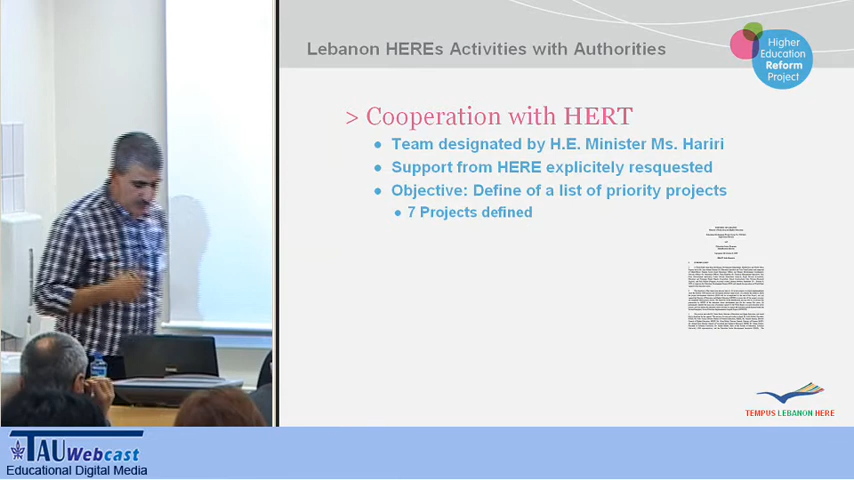 Lebanon HEREs Activities with Authorities
Higher
Education
Reform
Project
> Cooperation with HERT
• Team designated by H.E. Minister Ms. Hariri
• Support from HERE explicitely resquested
• Objective: Define of a list of priority projects
• 7 Projects defined
TEMPUS LEBANON HERE
TAU Webcast
Educational Digital Media